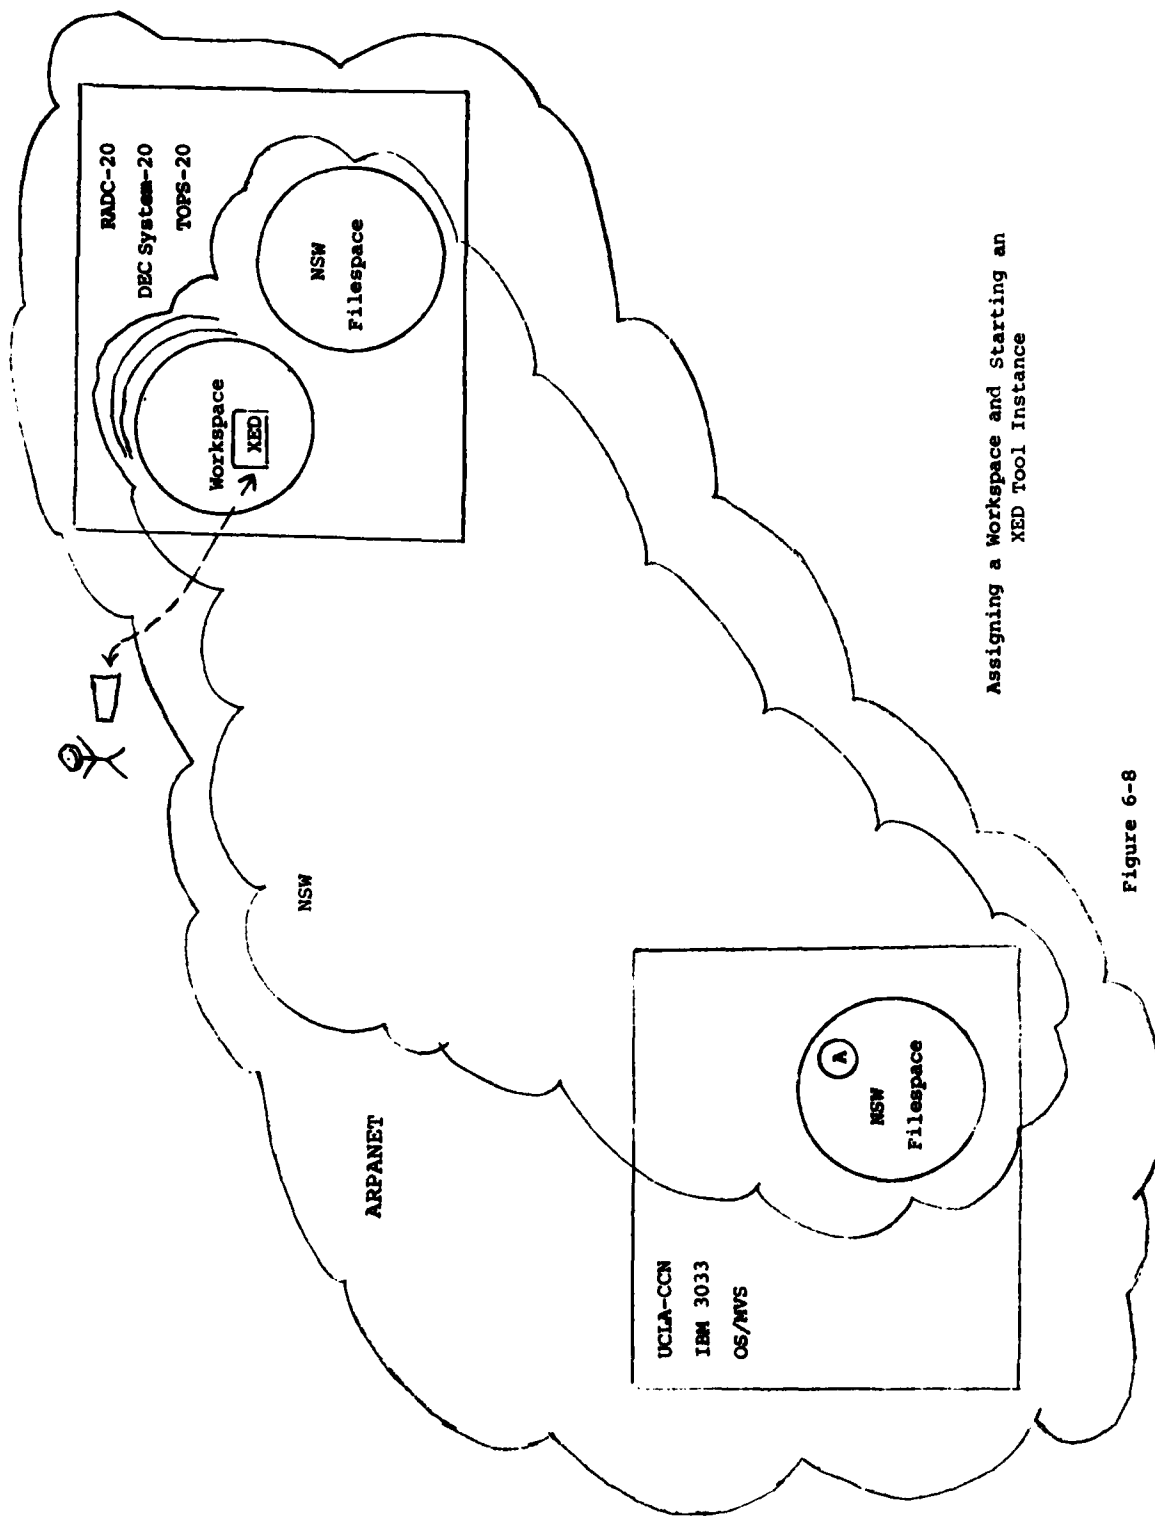 ARPANET
NSW
UCLA-CCN
IBM 3033
OS/MVS
NSW
Filespace
A
Workspace
XED
RADC-20
DEC System-20
TOPS-20
NSW
Filespace
Assigning a Workspace and Starting an
XED Tool Instance
Figure 6-8